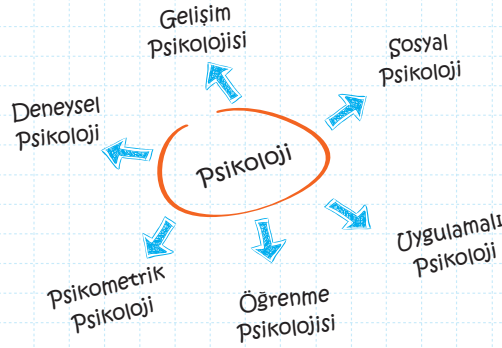 Gelişim
Psikolojisi
Sosyal
Psikoloji
Deneysel
Psikoloji
Psikoloji
Uygulamalı
Psikoloji
Psikometrik
Psikoloji
Öğrenme
Psikolojisi